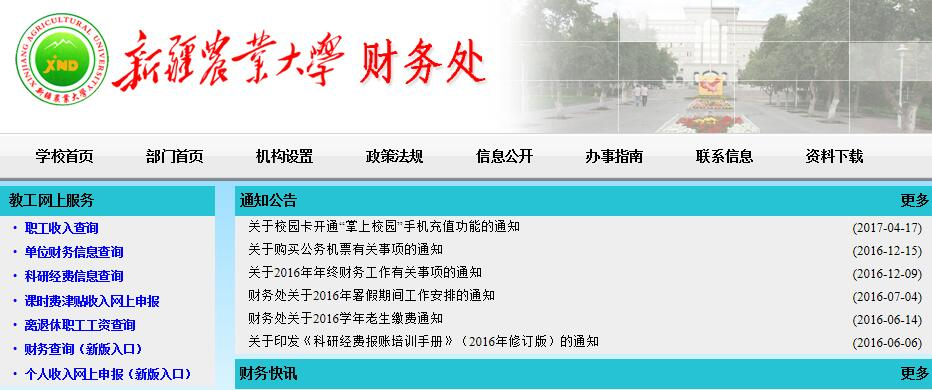 XINJIANG AGRICULTURAL UNIVERSITY
XND
新疆农业大学
新疆農業大學 财务处
学校首页 部门首页 机构设置 政策法规 信息公开 办事指南 联系信息 资料下载
教工网上服务
· 职工收入查询
· 单位财务信息查询
· 科研经费信息查询
· 课时费津贴收入网上申报
· 离退休职工工资查询
· 财务查询（新版入口）
· 个人收入网上申报（新版入口）
通知公告 更多
关于校园卡开通“掌上校园”手机充值功能的通知 (2017-04-17)
关于购买公务机票有关事项的通知 (2016-12-15)
关于2016年年终财务工作有关事项的通知 (2016-12-09)
财务处关于2016年暑假期间工作安排的通知 (2016-07-04)
财务处关于2016学年老生缴费通知 (2016-06-14)
关于印发《科研经费报账培训手册》（2016年修订版）的通知 (2016-06-06)
财务快讯 更多